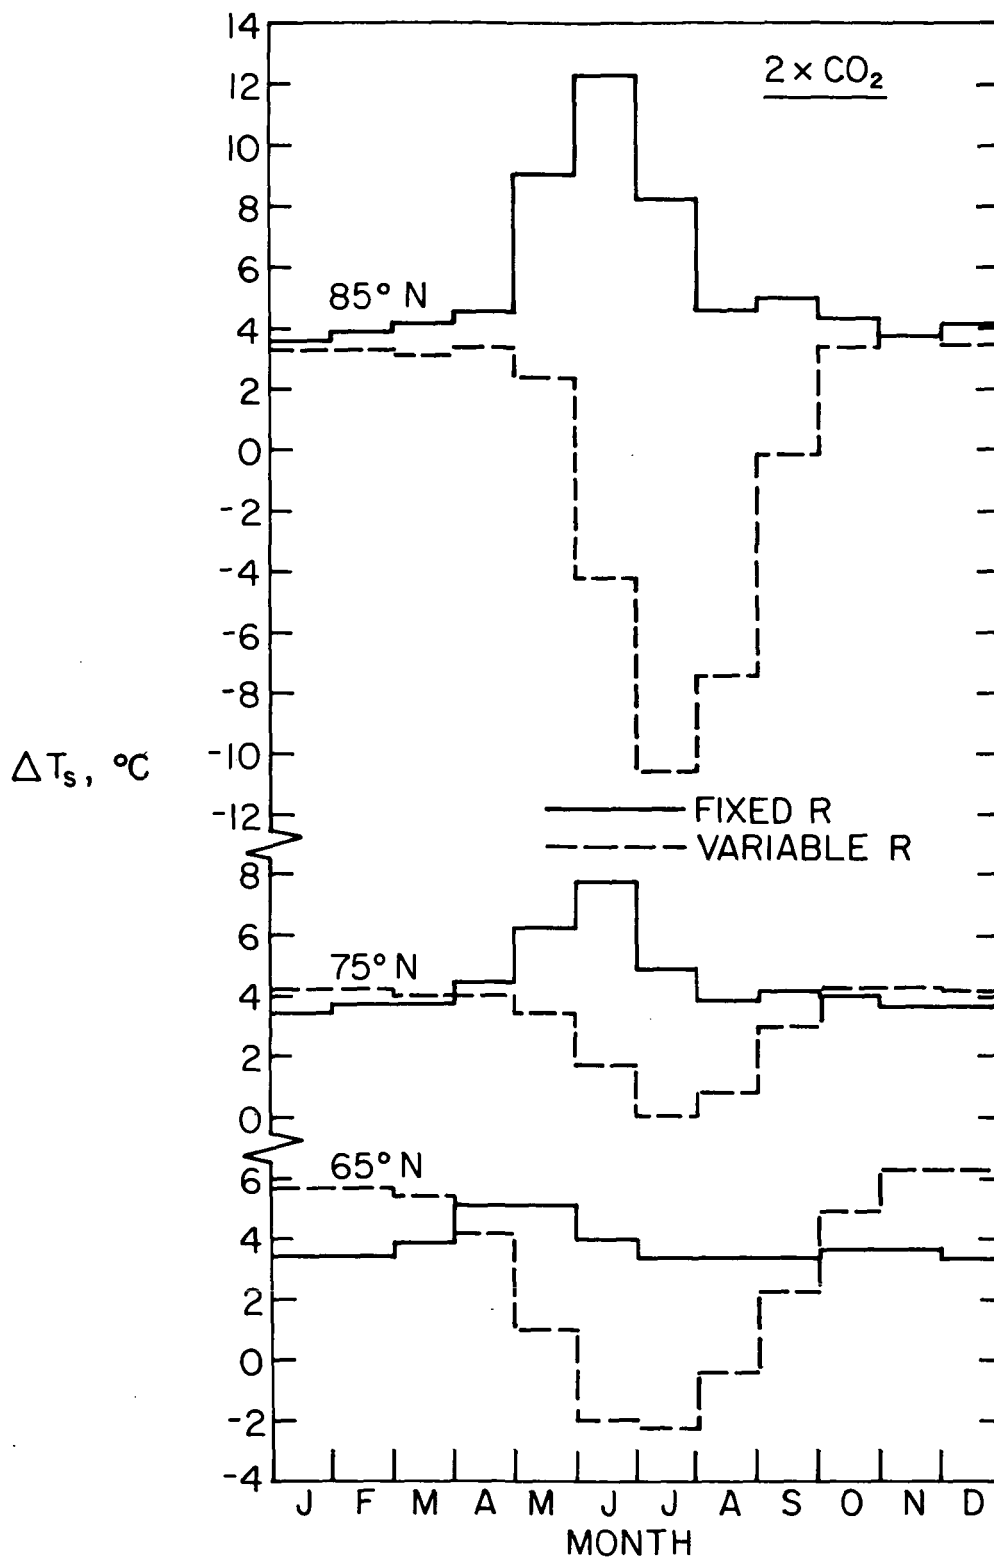 14
2 × CO₂
12
10
8
6
85° N
4
2
0
-2
-4
-6
-8
ΔTs, °C
-10
FIXED R
-12
VARIABLE R
8
6
75° N
4
2
0
65° N
6
4
2
0
-2
-4
J F M A M J J A S O N D
MONTH